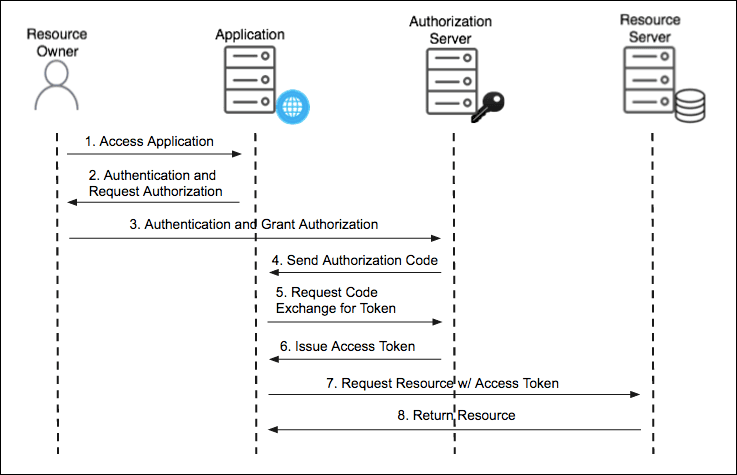 Resource
Owner
Application
Authorization
Server
Resource
Server
1. Access Application
2. Authentication and
Request Authorization
3. Authentication and Grant Authorization
4. Send Authorization Code
5. Request Code
Exchange for Token
6. Issue Access Token
7. Request Resource w/ Access Token
8. Return Resource